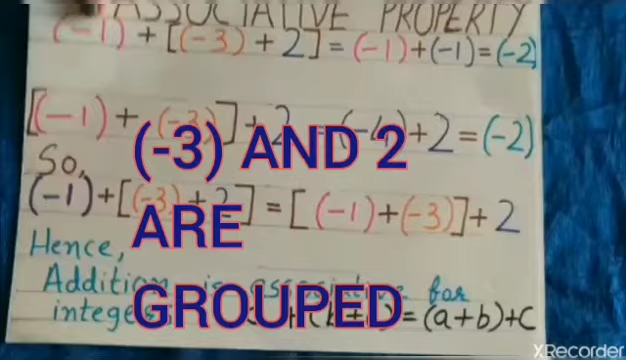 ASSOCIATIVE PROPERTY
(-1)+[(-3)+2]=(-1)+(-1)=(-2)
[(-1)+(-3)]+2=(-4)+2=(-2)
So,
(-1)+[(-3)+2]=[(-1)+(-3)]+2
Hence,
Addition is associative for
=(a+b)+c
(-3) AND 2
ARE
GROUPED
XRecorder